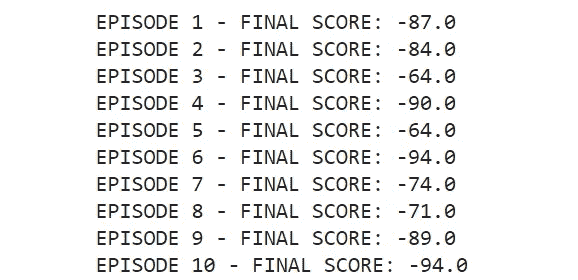 EPISODE 1 - FINAL SCORE: -87.0
EPISODE 2 - FINAL SCORE: -84.0
EPISODE 3 - FINAL SCORE: -64.0
EPISODE 4 - FINAL SCORE: -90.0
EPISODE 5 - FINAL SCORE: -64.0
EPISODE 6 - FINAL SCORE: -94.0
EPISODE 7 - FINAL SCORE: -74.0
EPISODE 8 - FINAL SCORE: -71.0
EPISODE 9 - FINAL SCORE: -89.0
EPISODE 10 - FINAL SCORE: -94.0